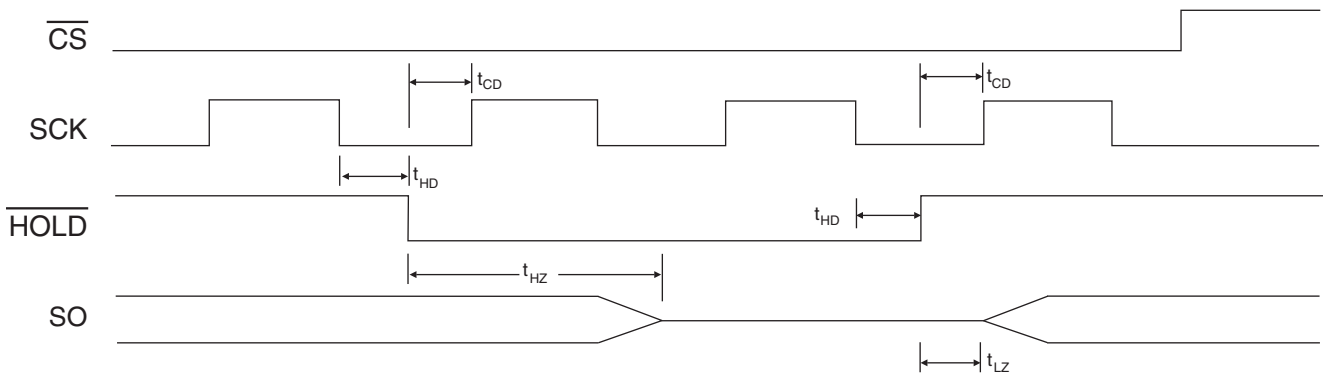 CS
t_CD
t_CD
SCK
t_HD
HOLD
t_HD
t_HZ
SO
t_LZ